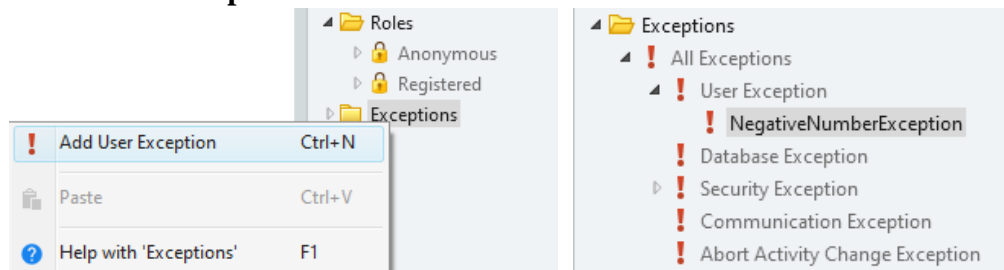 Roles
Anonymous
Registered
Exceptions
Add User Exception Ctrl+N
Paste Ctrl+V
Help with 'Exceptions' F1
Exceptions
All Exceptions
User Exception
NegativeNumberException
Database Exception
Security Exception
Communication Exception
Abort Activity Change Exception